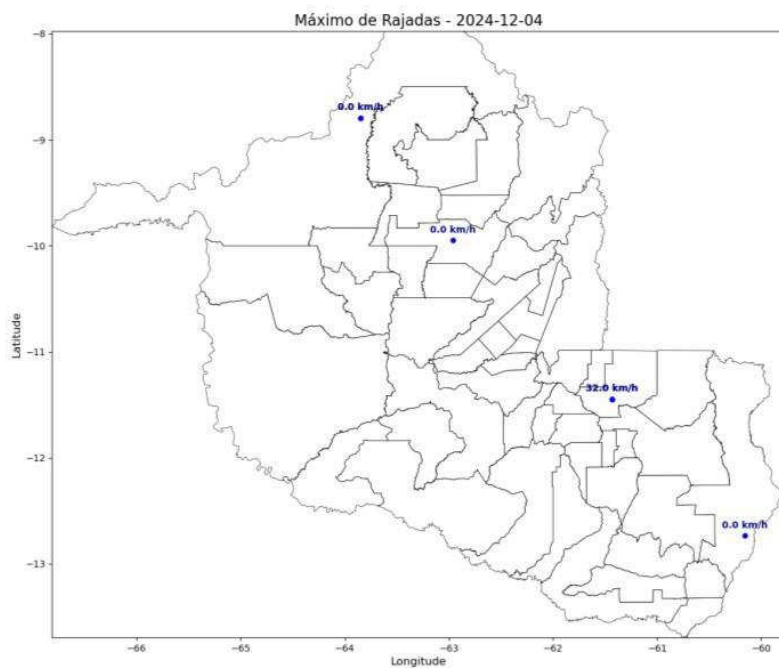 Máximo de Rajadas - 2024-12-04
−8
0.0 km/h
−9
0.0 km/h
−10
Latitude
−11
32.0 km/h
−12
0.0 km/h
−13
−66
−65
−64
−63
−62
−61
−60
Longitude